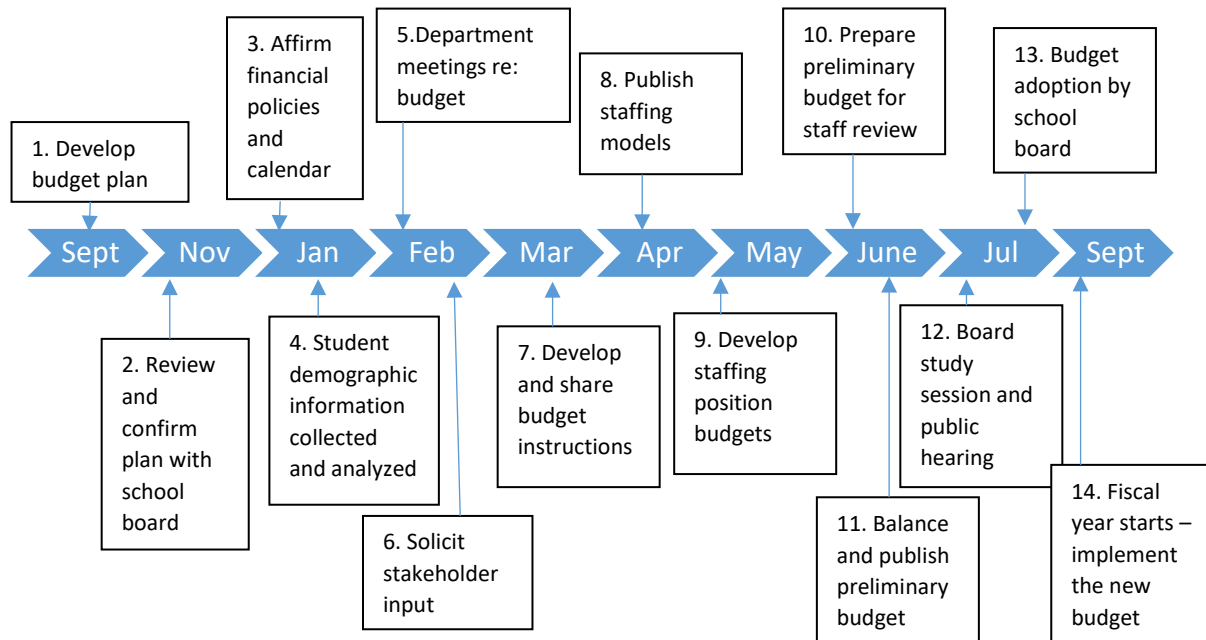 1. Develop
budget plan
3. Affirm
financial
policies
and
calendar
5.Department
meetings re:
budget
8. Publish
staffing
models
10. Prepare
preliminary
budget for
staff review
13. Budget
adoption by
school
board
Sept
Nov
Jan
Feb
Mar
Apr
May
June
Jul
Sept
2. Review
and
confirm
plan with
school
board
4. Student
demographic
information
collected
and analyzed
6. Solicit
stakeholder
input
7. Develop
and share
budget
instructions
9. Develop
staffing
position
budgets
11. Balance
and publish
preliminary
budget
12. Board
study
session and
public
hearing
14. Fiscal
year starts –
implement
the new
budget